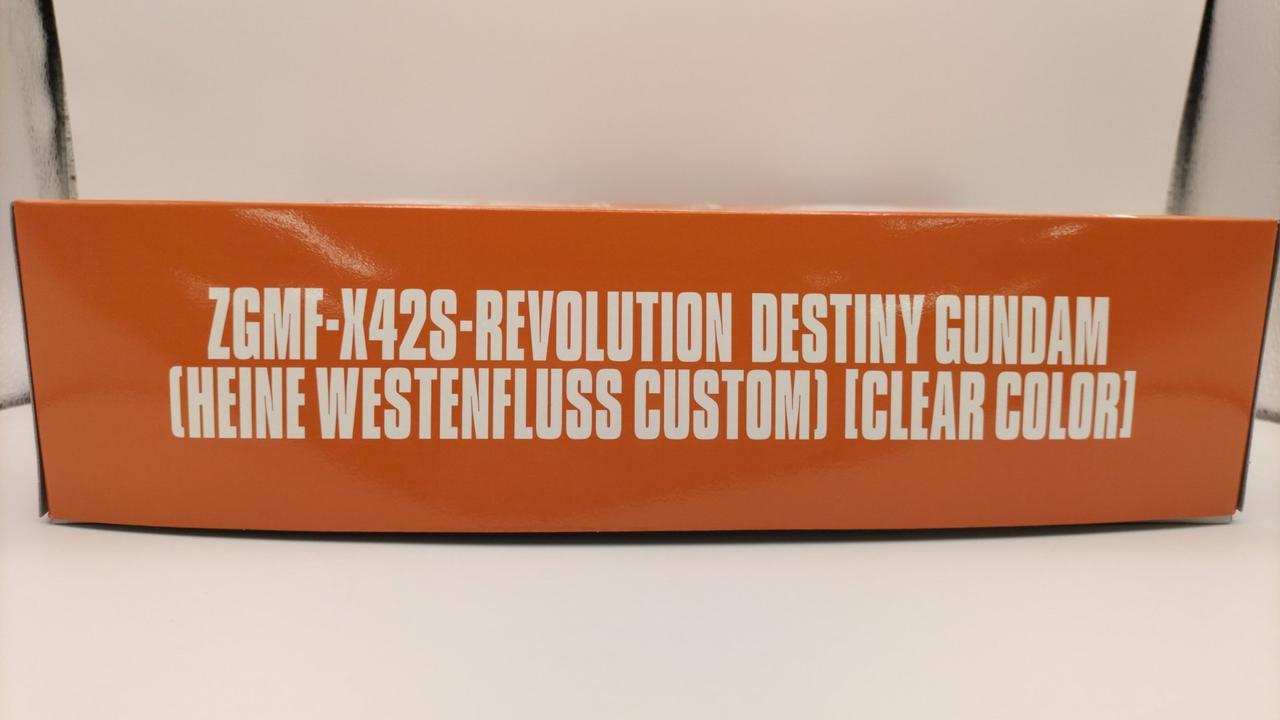 ZGMF-X42S-REVOLUTION DESTINY GUNDAM
(HEINE WESTENFLUSS CUSTOM) [CLEAR COLOR]